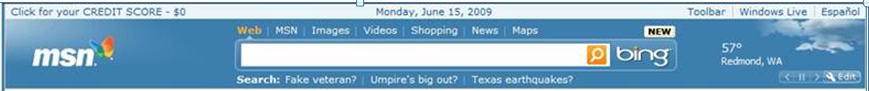 Click for your CREDIT SCORE - $0 Monday, June 15, 2009 Toolbar | Windows Live | Español
Web | MSN | Images | Videos | Shopping | News | Maps NEW
msn bing 57°
Redmond, WA
Search: Fake veteran? | Umpire's big out? | Texas earthquakes? Edit